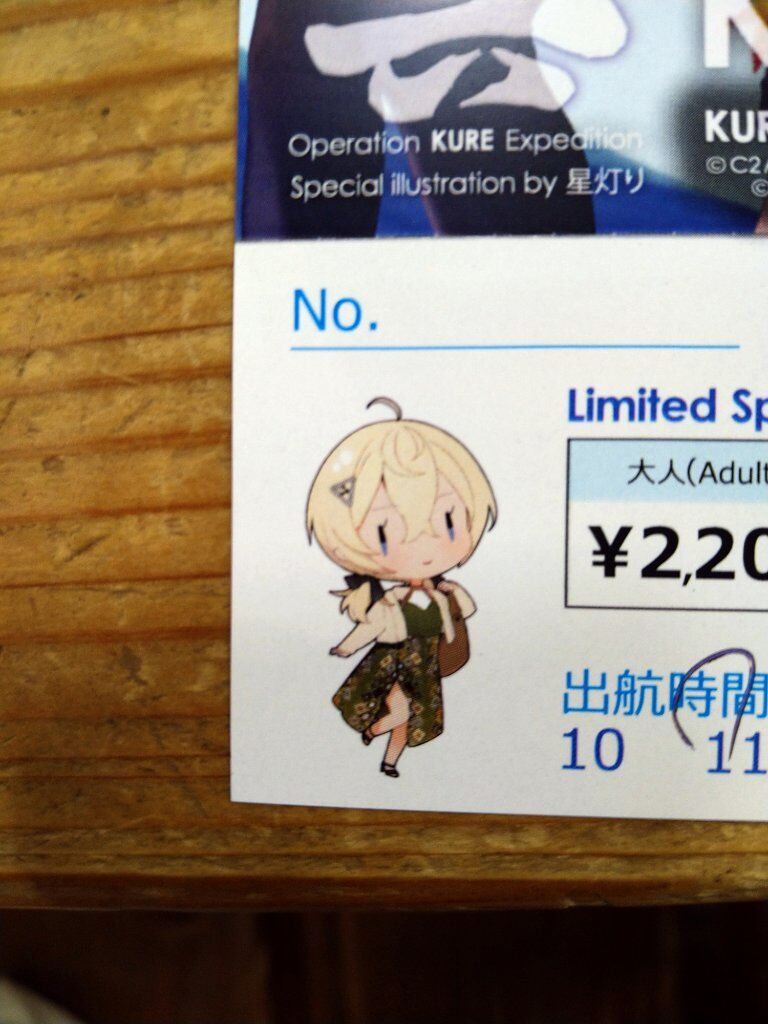 Operation KURE Expedition
Special illustration by 星灯り
KUR
©C2/
©
No.
Limited Sp
大人(Adult
¥2,20
出航時間
10 11